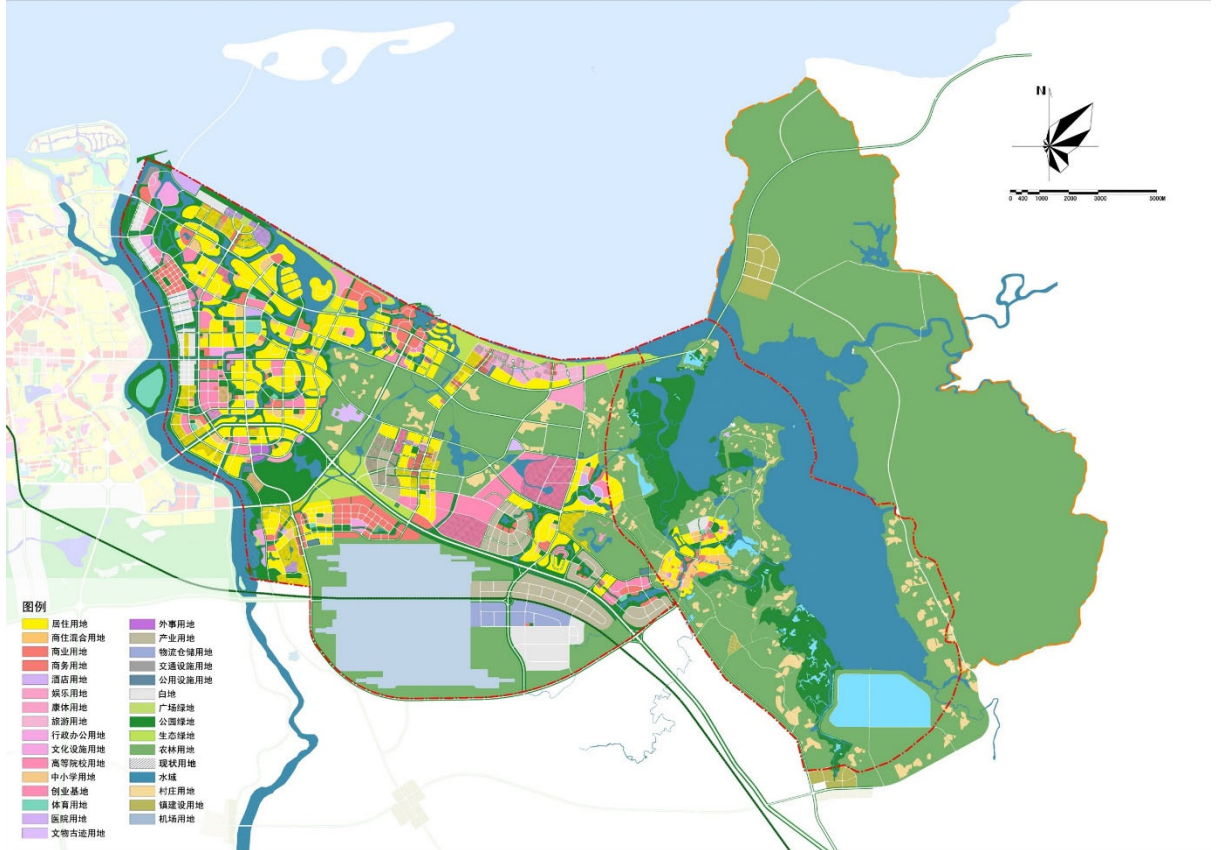 N
0 400 1000 2000 3000 5000M
图例
居住用地
商住混合用地
商业用地
商务用地
酒店用地
娱乐用地
康体用地
旅游用地
行政办公用地
文化设施用地
高等院校用地
中小学用地
创业基地
体育用地
医院用地
文物古迹用地
外事用地
产业用地
物流仓储用地
交通设施用地
公用设施用地
白地
广场绿地
公园绿地
生态绿地
农林用地
现状用地
水域
村庄用地
镇建设用地
机场用地